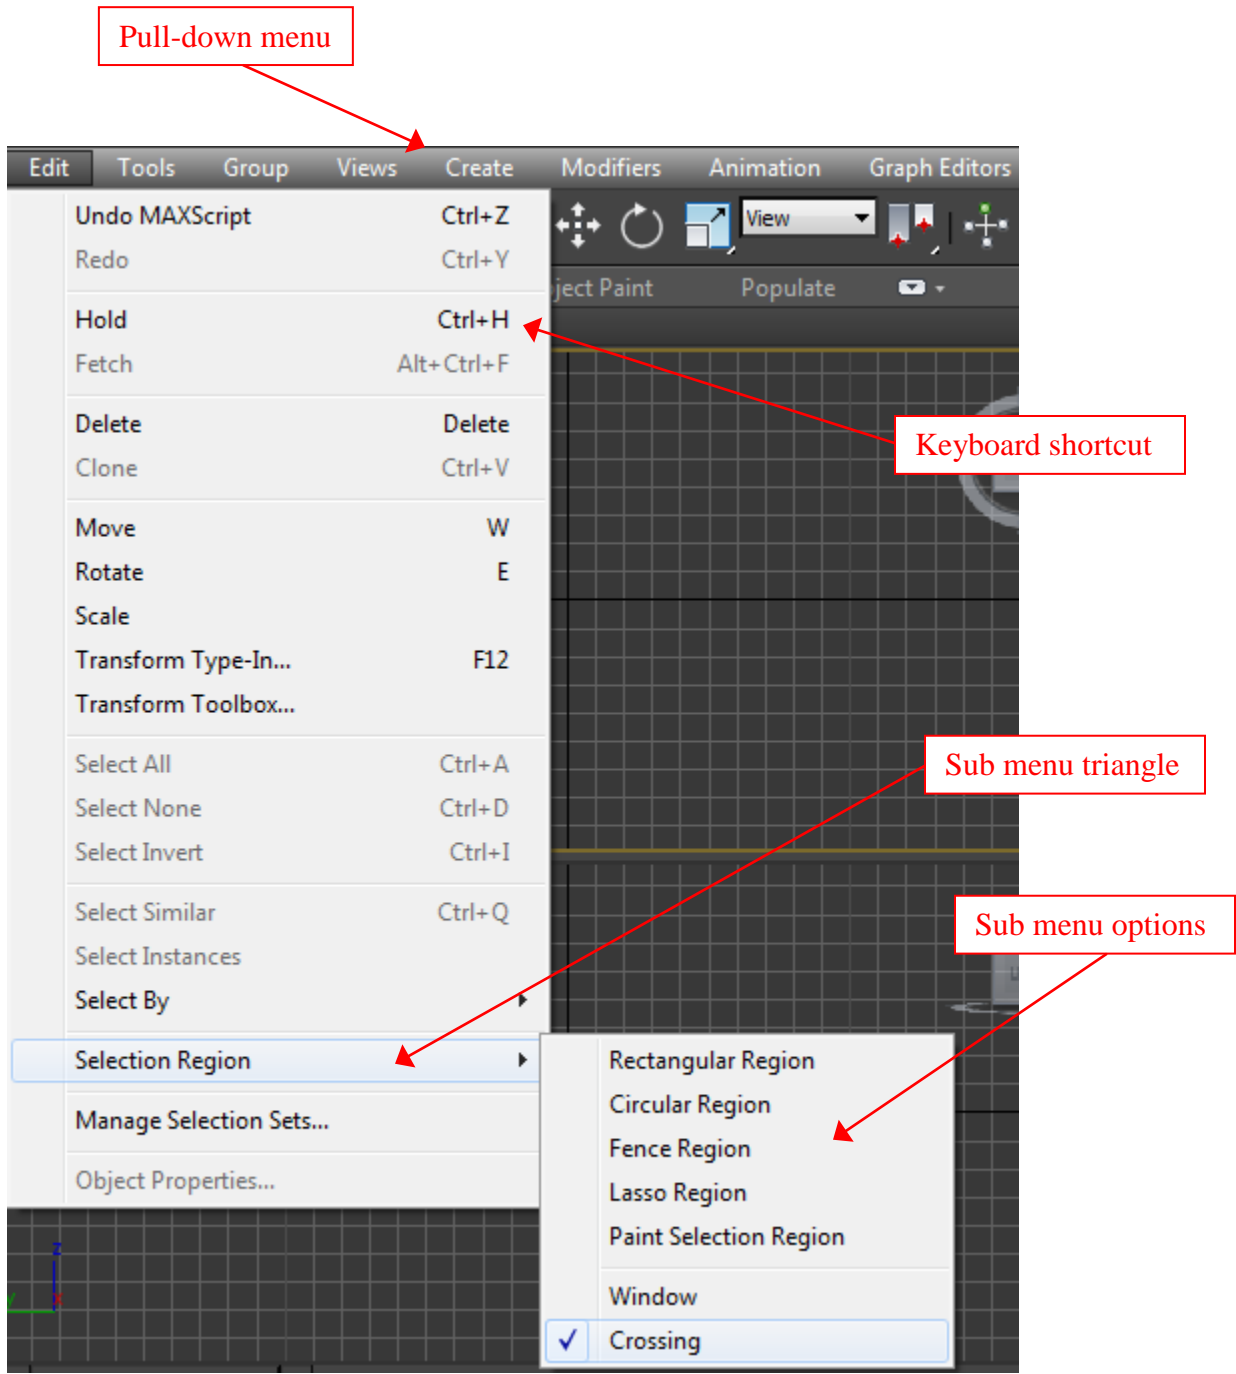 Pull-down menu
Edit Tools Group Views Create Modifiers Animation Graph Editors
Undo MAXScript Ctrl+Z
View
Redo Ctrl+Y
ject Paint Populate
Hold Ctrl+H
Fetch Alt+Ctrl+F
Delete Delete
Keyboard shortcut
Clone Ctrl+V
Move W
Rotate E
Scale
Transform Type-In... F12
Transform Toolbox...
Select All Ctrl+A
Sub menu triangle
Select None Ctrl+D
Select Invert Ctrl+I
Select Similar Ctrl+Q
Sub menu options
Select Instances
Select By
Selection Region
Rectangular Region
Circular Region
Manage Selection Sets...
Fence Region
Object Properties...
Lasso Region
Paint Selection Region
z
x
Window
Crossing